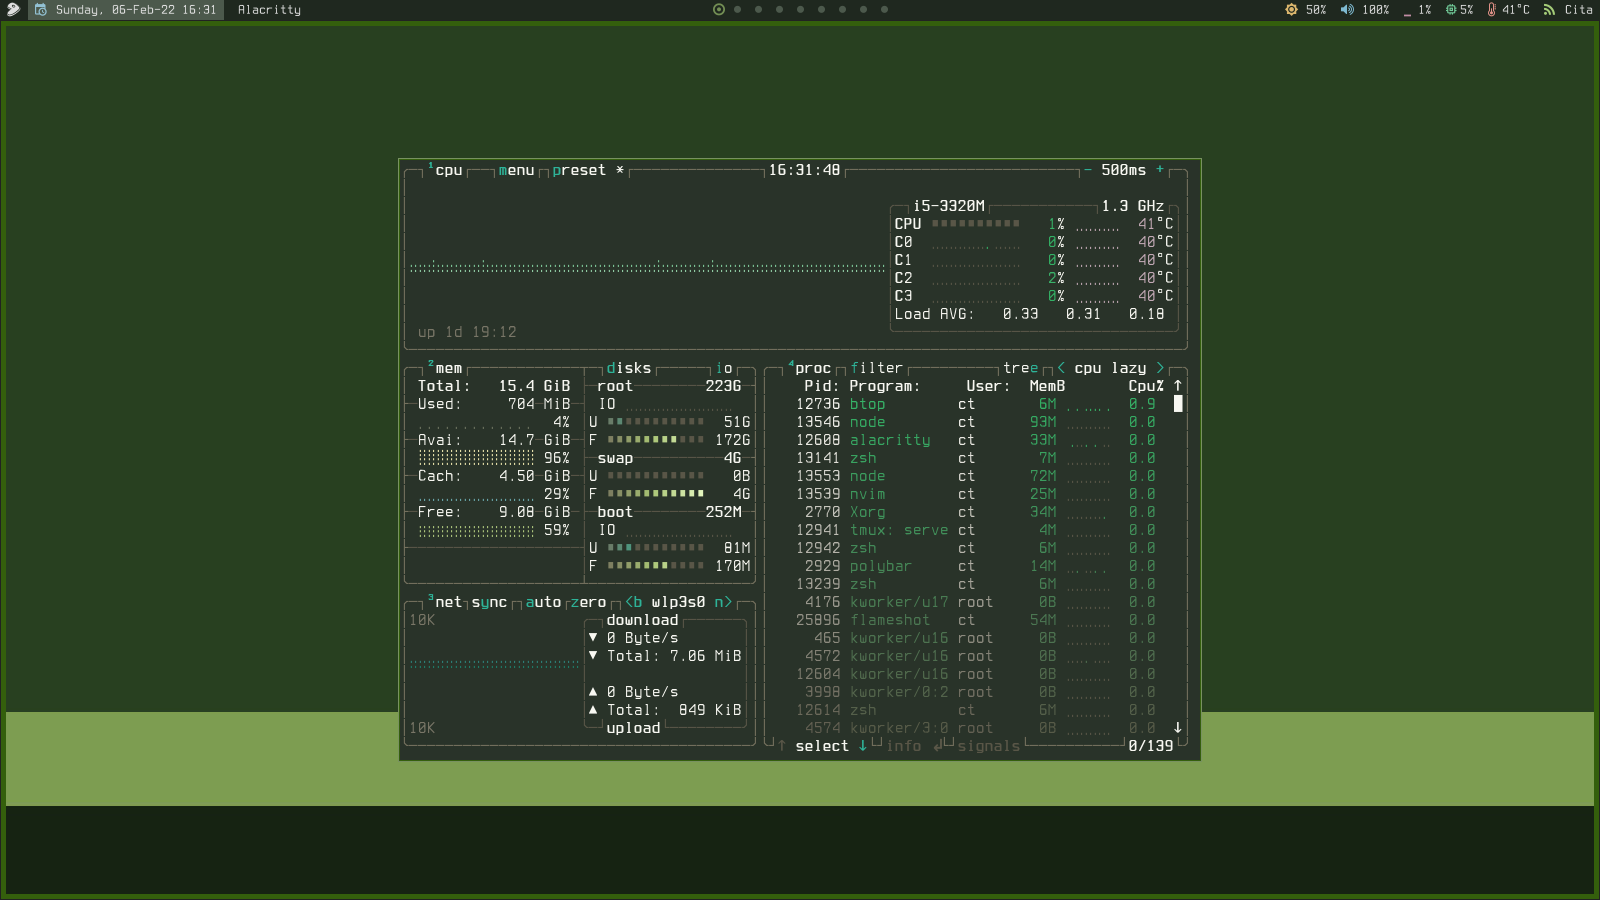 Sunday, 06-Feb-22 16:31 Alacritty 50% 100% _ 1% 5% 41°C Cita
¹cpu menu preset * 16:31:48 - 500ms +
i5-3320M 1.3 GHz
CPU 1% 41°C
C0 0% 40°C
C1 0% 40°C
C2 2% 40°C
C3 0% 40°C
Load AVG: 0.33 0.31 0.18
up 1d 19:12
²mem disks io
Total: 15.4 GiB
Used: 704 MiB
4%
Avai: 14.7 GiB
96%
Cach: 4.50 GiB
29%
Free: 9.08 GiB
59%
root 223G
IO
U 51G
F 172G
swap 4G
U 0B
F 4G
boot 252M
IO
U 81M
F 170M
³net sync auto zero <b wlp3s0 n>
10K
download
▼ 0 Byte/s
▼ Total: 7.06 MiB
▲ 0 Byte/s
▲ Total: 849 KiB
10K
upload
⁴proc filter tree < cpu lazy >
Pid: Program: User: MemB Cpu% ↑
12736 btop ct 6M 0.9
13546 node ct 93M 0.0
12608 alacritty ct 33M 0.0
13141 zsh ct 7M 0.0
13553 node ct 72M 0.0
13539 nvim ct 25M 0.0
2770 Xorg ct 34M 0.0
12941 tmux: serve ct 4M 0.0
12942 zsh ct 6M 0.0
2929 polybar ct 14M 0.0
13239 zsh ct 6M 0.0
4176 kworker/u17 root 0B 0.0
25896 flameshot ct 54M 0.0
465 kworker/u16 root 0B 0.0
4572 kworker/u16 root 0B 0.0
12604 kworker/u16 root 0B 0.0
3998 kworker/0:2 root 0B 0.0
12614 zsh ct 6M 0.0
4574 kworker/3:0 root 0B 0.0 ↓
↑ select ↓ info ↲ signals 0/139